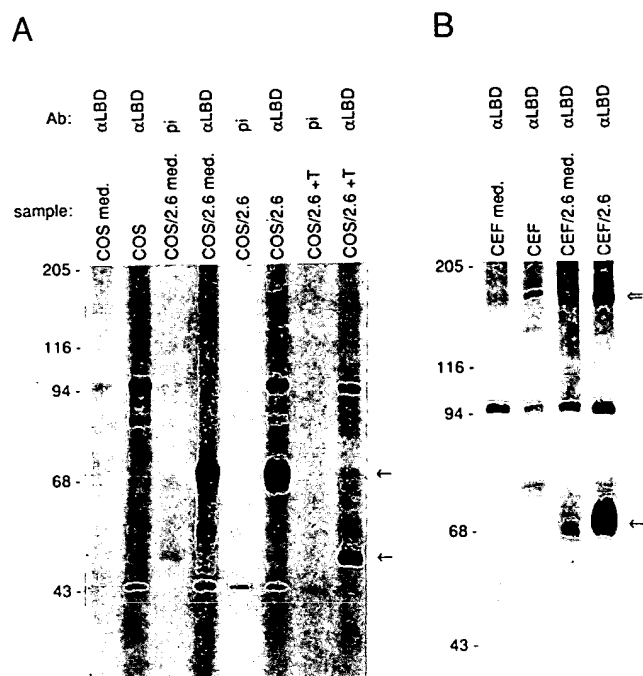 A
B
Ab: αLBD αLBD pi αLBD pi αLBD pi αLBD
αLBD αLBD αLBD αLBD
sample: COS med. COS COS/2.6 med. COS/2.6 med. COS/2.6 COS/2.6 COS/2.6 +T COS/2.6 +T
CEF med. CEF CEF/2.6 med. CEF/2.6
205 -
116 -
94 -
68 -
43 -
205 -
116 -
94 -
68 -
43 -